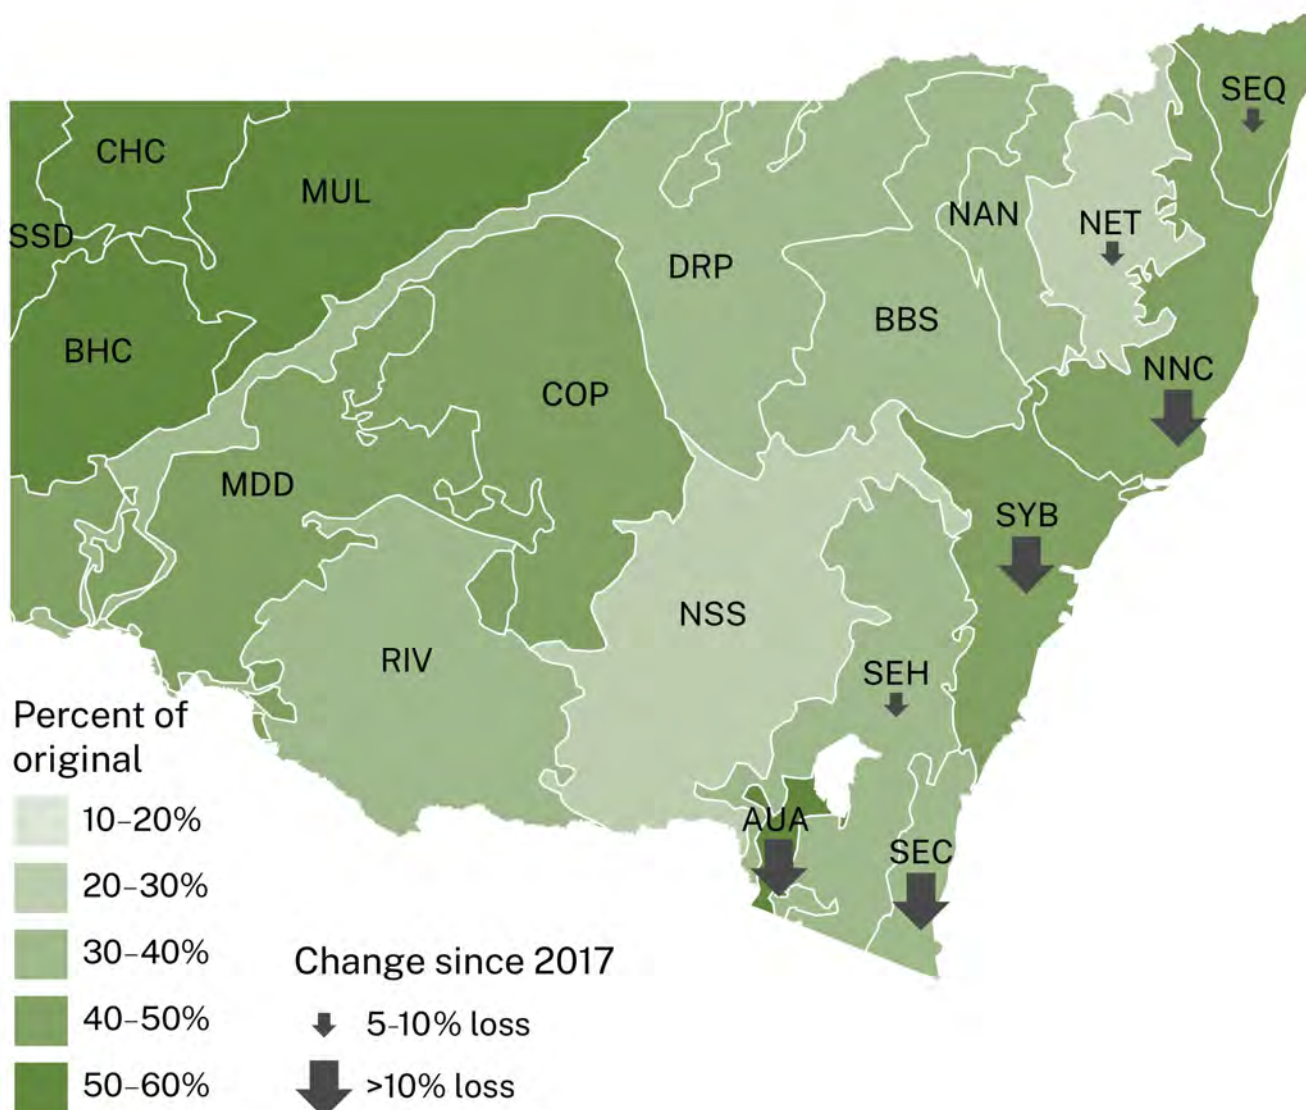 SEQ
CHC
MUL
NAN
NET
SSD
DRP
BBS
BHC
NNC
COP
MDD
SYB
NSS
RIV
SEH
AUA
SEC
Percent of
original
10–20%
20–30%
30–40%
40–50%
50–60%
Change since 2017
5-10% loss
>10% loss